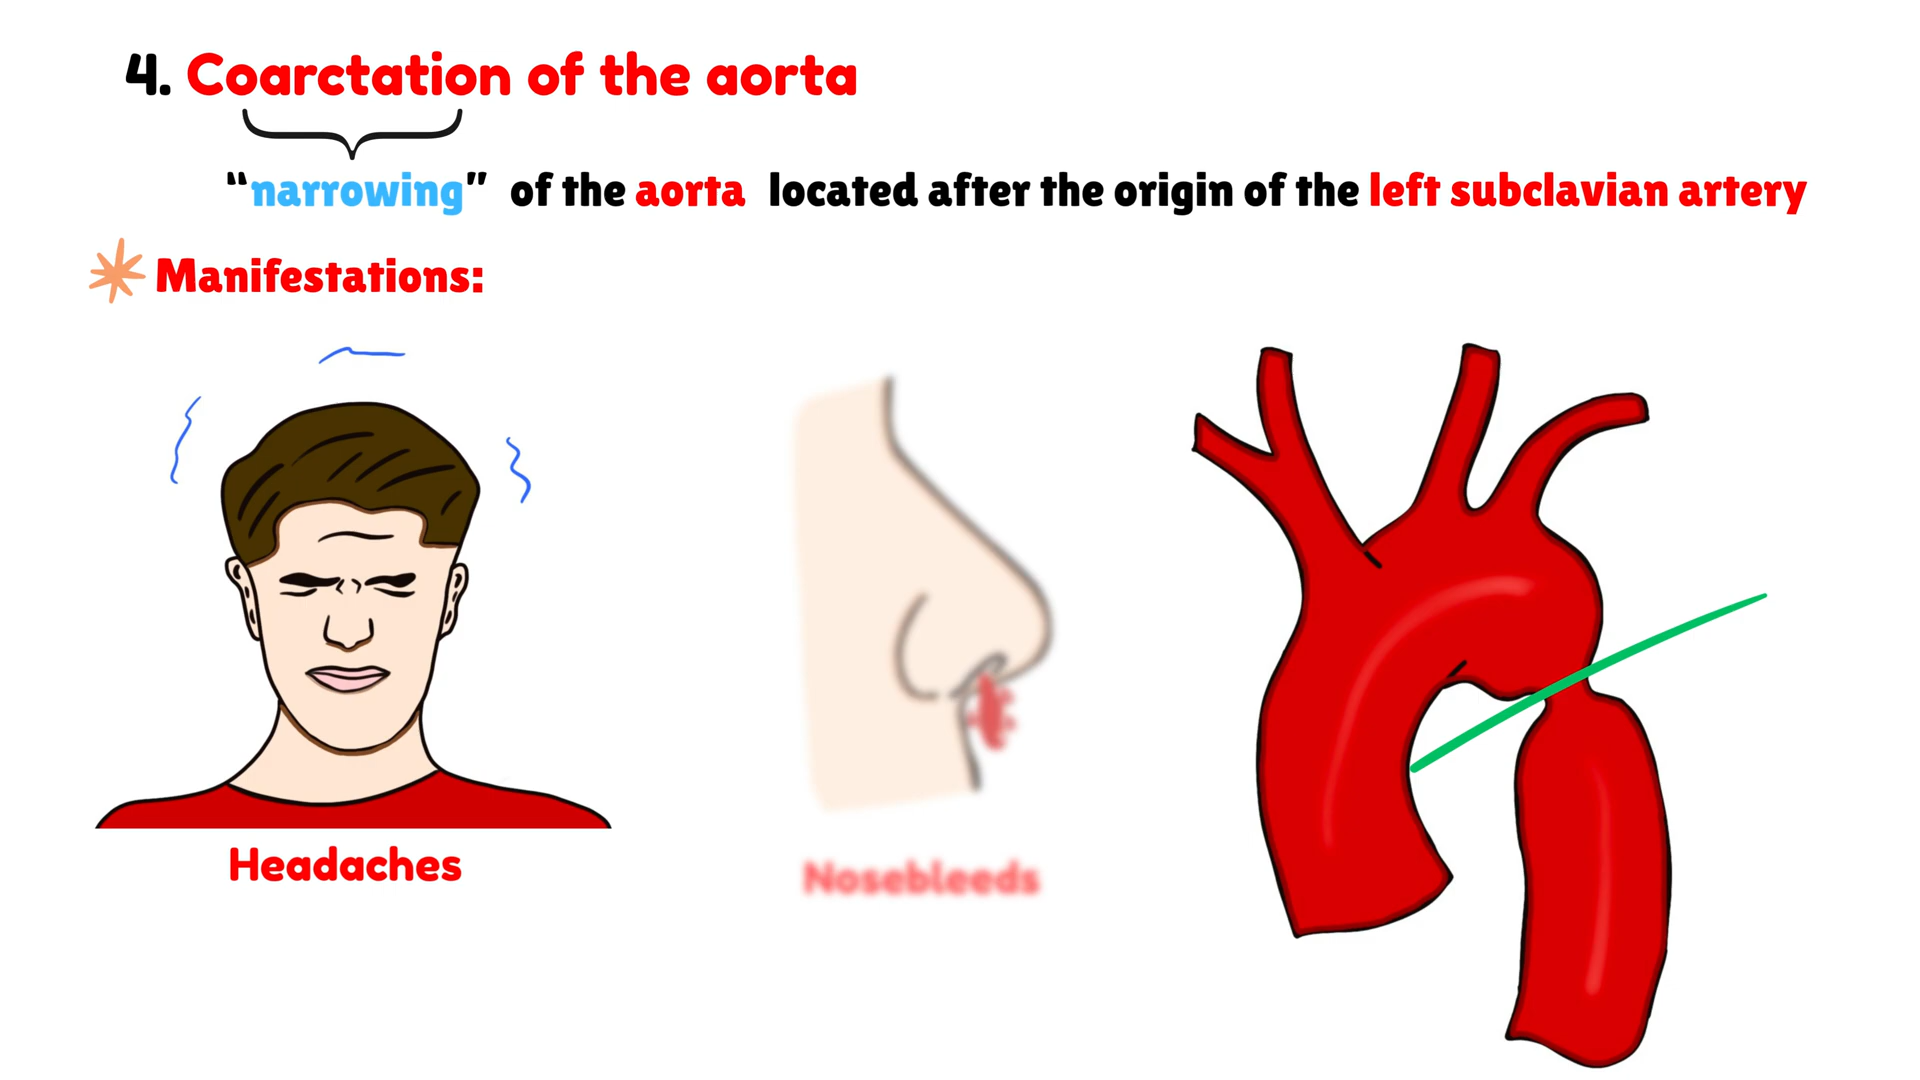 4. Coarctation of the aorta
“narrowing” of the aorta located after the origin of the left subclavian artery
Manifestations:
Headaches
Nosebleeds